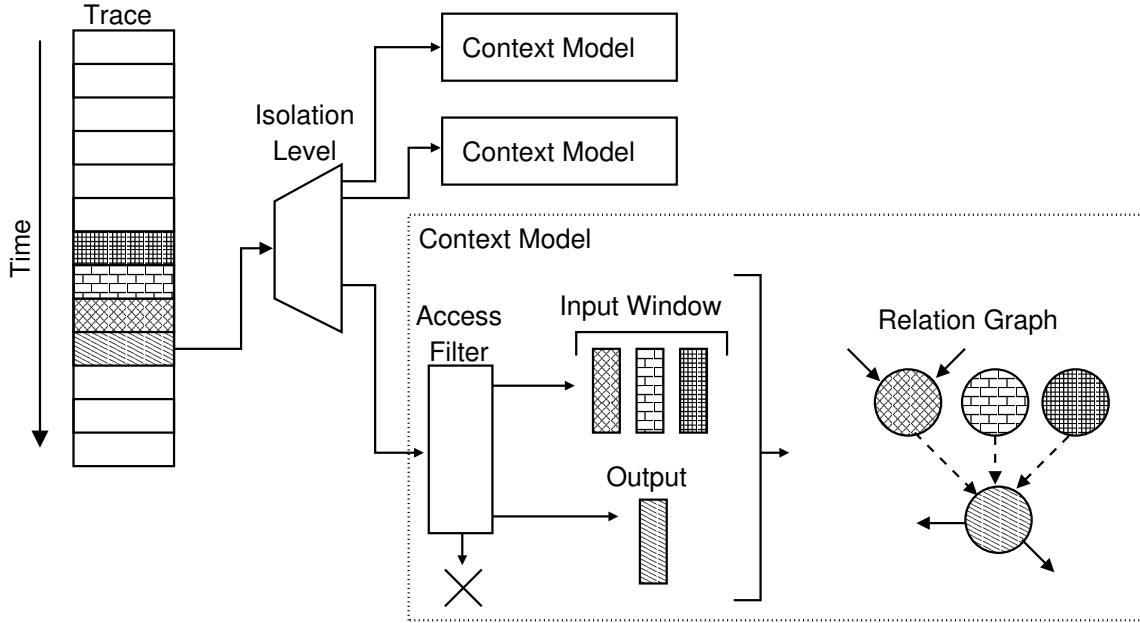 Trace
Time
Isolation
Level
Context Model
Context Model
Context Model
Access
Filter
Input Window
Output
Relation Graph